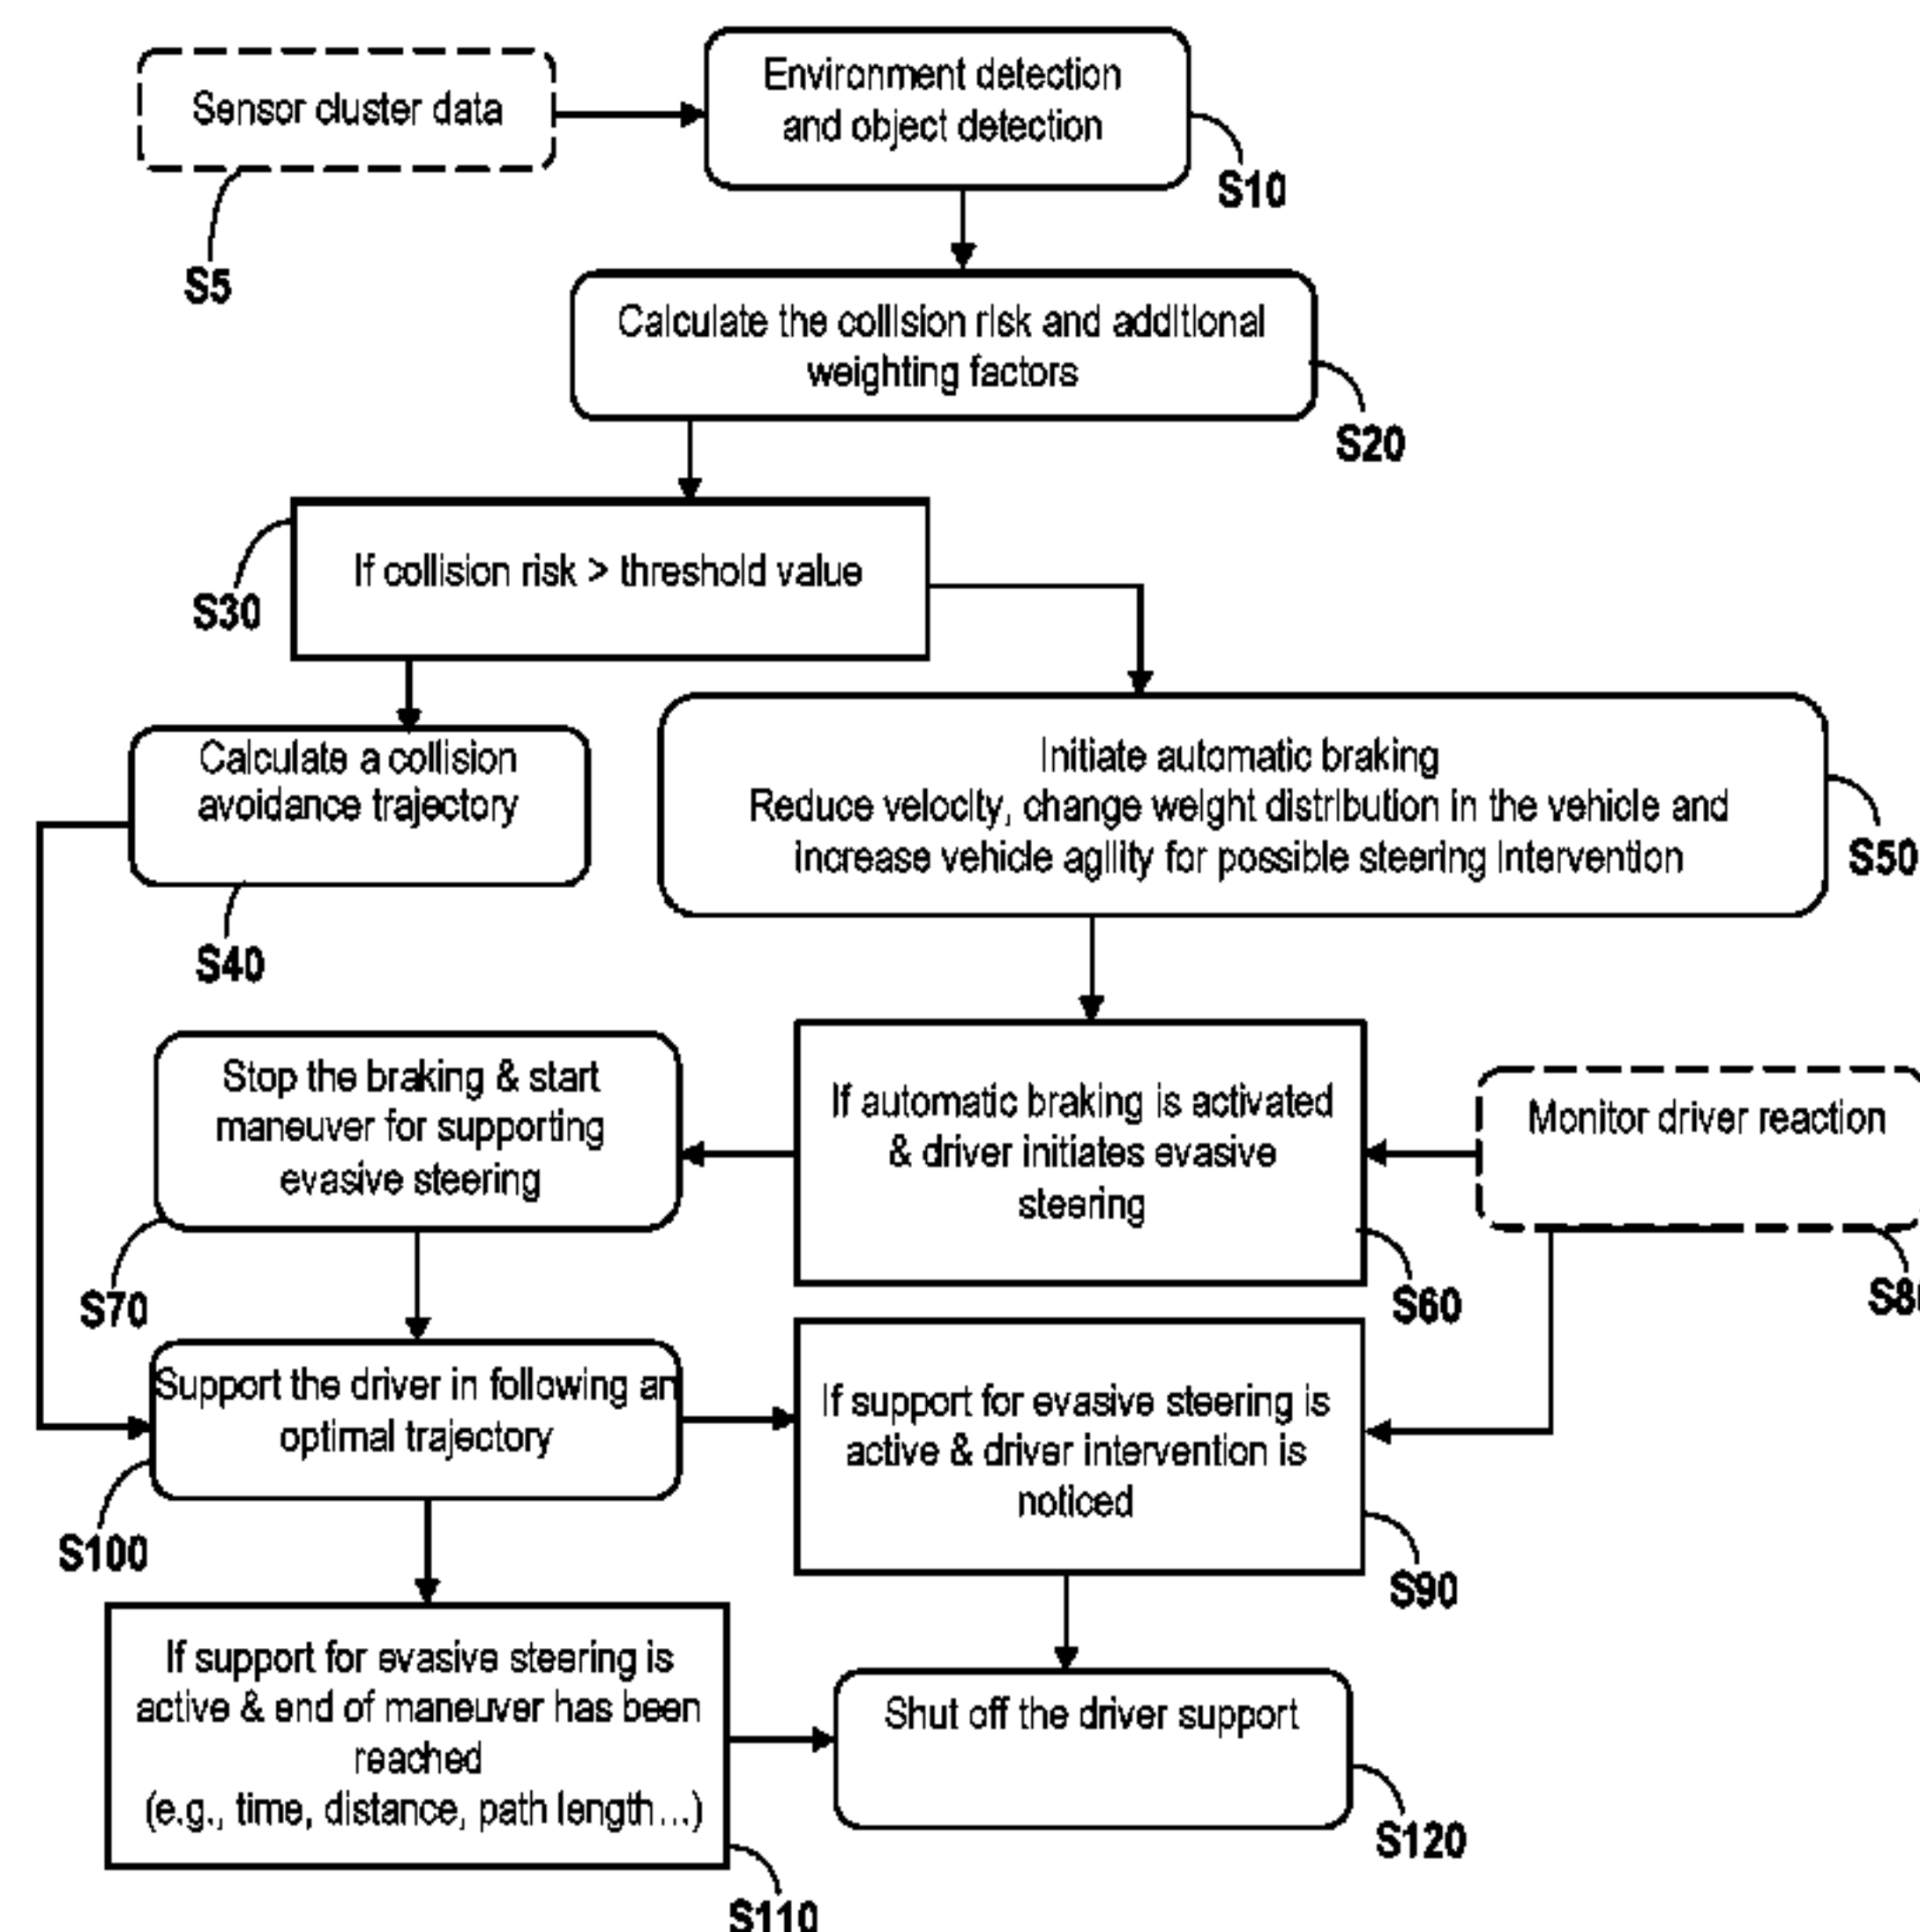 Sensor cluster data
Environment detection
and object detection
S10
S5
Calculate the collision risk and additional
weighting factors
S20
If collision risk > threshold value
S30
Calculate a collision
avoidance trajectory
S40
Initiate automatic braking
Reduce velocity, change weight distribution in the vehicle and
increase vehicle agility for possible steering intervention
S50
Stop the braking & start
maneuver for supporting
evasive steering
S70
If automatic braking is activated
& driver initiates evasive
steering
S60
Monitor driver reaction
Support the driver in following an
optimal trajectory
S100
If support for evasive steering is
active & driver intervention is
noticed
S90
If support for evasive steering is
active & end of maneuver has been
reached
(e.g., time, distance, path length...)
S110
Shut off the driver support
S120